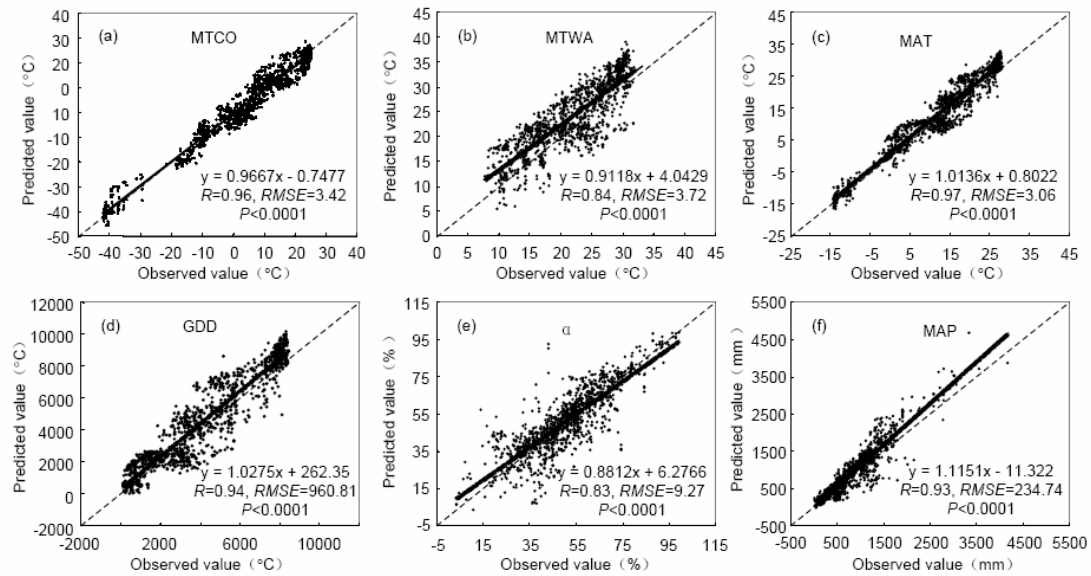 (a) MTCO
Predicted value (°C)
40
30
20
10
0
-10
-20
-30
-40
-50
y = 0.9667x - 0.7477
R=0.96, RMSE=3.42
P<0.0001
-50 -40 -30 -20 -10 0 10 20 30 40
Observed value (°C)
(b) MTWA
Predicted value (°C)
45
40
35
30
25
20
15
10
5
0
y = 0.9118x + 4.0429
R=0.84, RMSE=3.72
P<0.0001
0 5 10 15 20 25 30 35 40 45
Observed value (°C)
(c) MAT
Predicted value (°C)
45
35
25
15
5
-5
-15
-25
y = 1.0136x + 0.8022
R=0.97, RMSE=3.06
P<0.0001
-25 -15 -5 5 15 25 35 45
Observed value (°C)
(d) GDD
Predicted value (°C)
12000
10000
8000
6000
4000
2000
0
-2000
y = 1.0275x + 262.35
R=0.94, RMSE=960.81
P<0.0001
-2000 2000 6000 10000
Observed value (°C)
(e) α
Predicted value (%)
115
95
75
55
35
15
-5
y = 0.8812x + 6.2766
R=0.83, RMSE=9.27
P<0.0001
-5 15 35 55 75 95 115
Observed value (%)
(f) MAP
Predicted value (mm)
5500
4500
3500
2500
1500
500
-500
y = 1.1151x - 11.322
R=0.93, RMSE=234.74
P<0.0001
-500 500 1500 2500 3500 4500 5500
Observed value (mm)